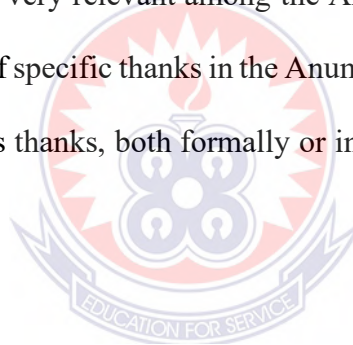 very relevant among the A
f specific thanks in the Anum
s thanks, both formally or in
EDUCATION FOR SERVICE